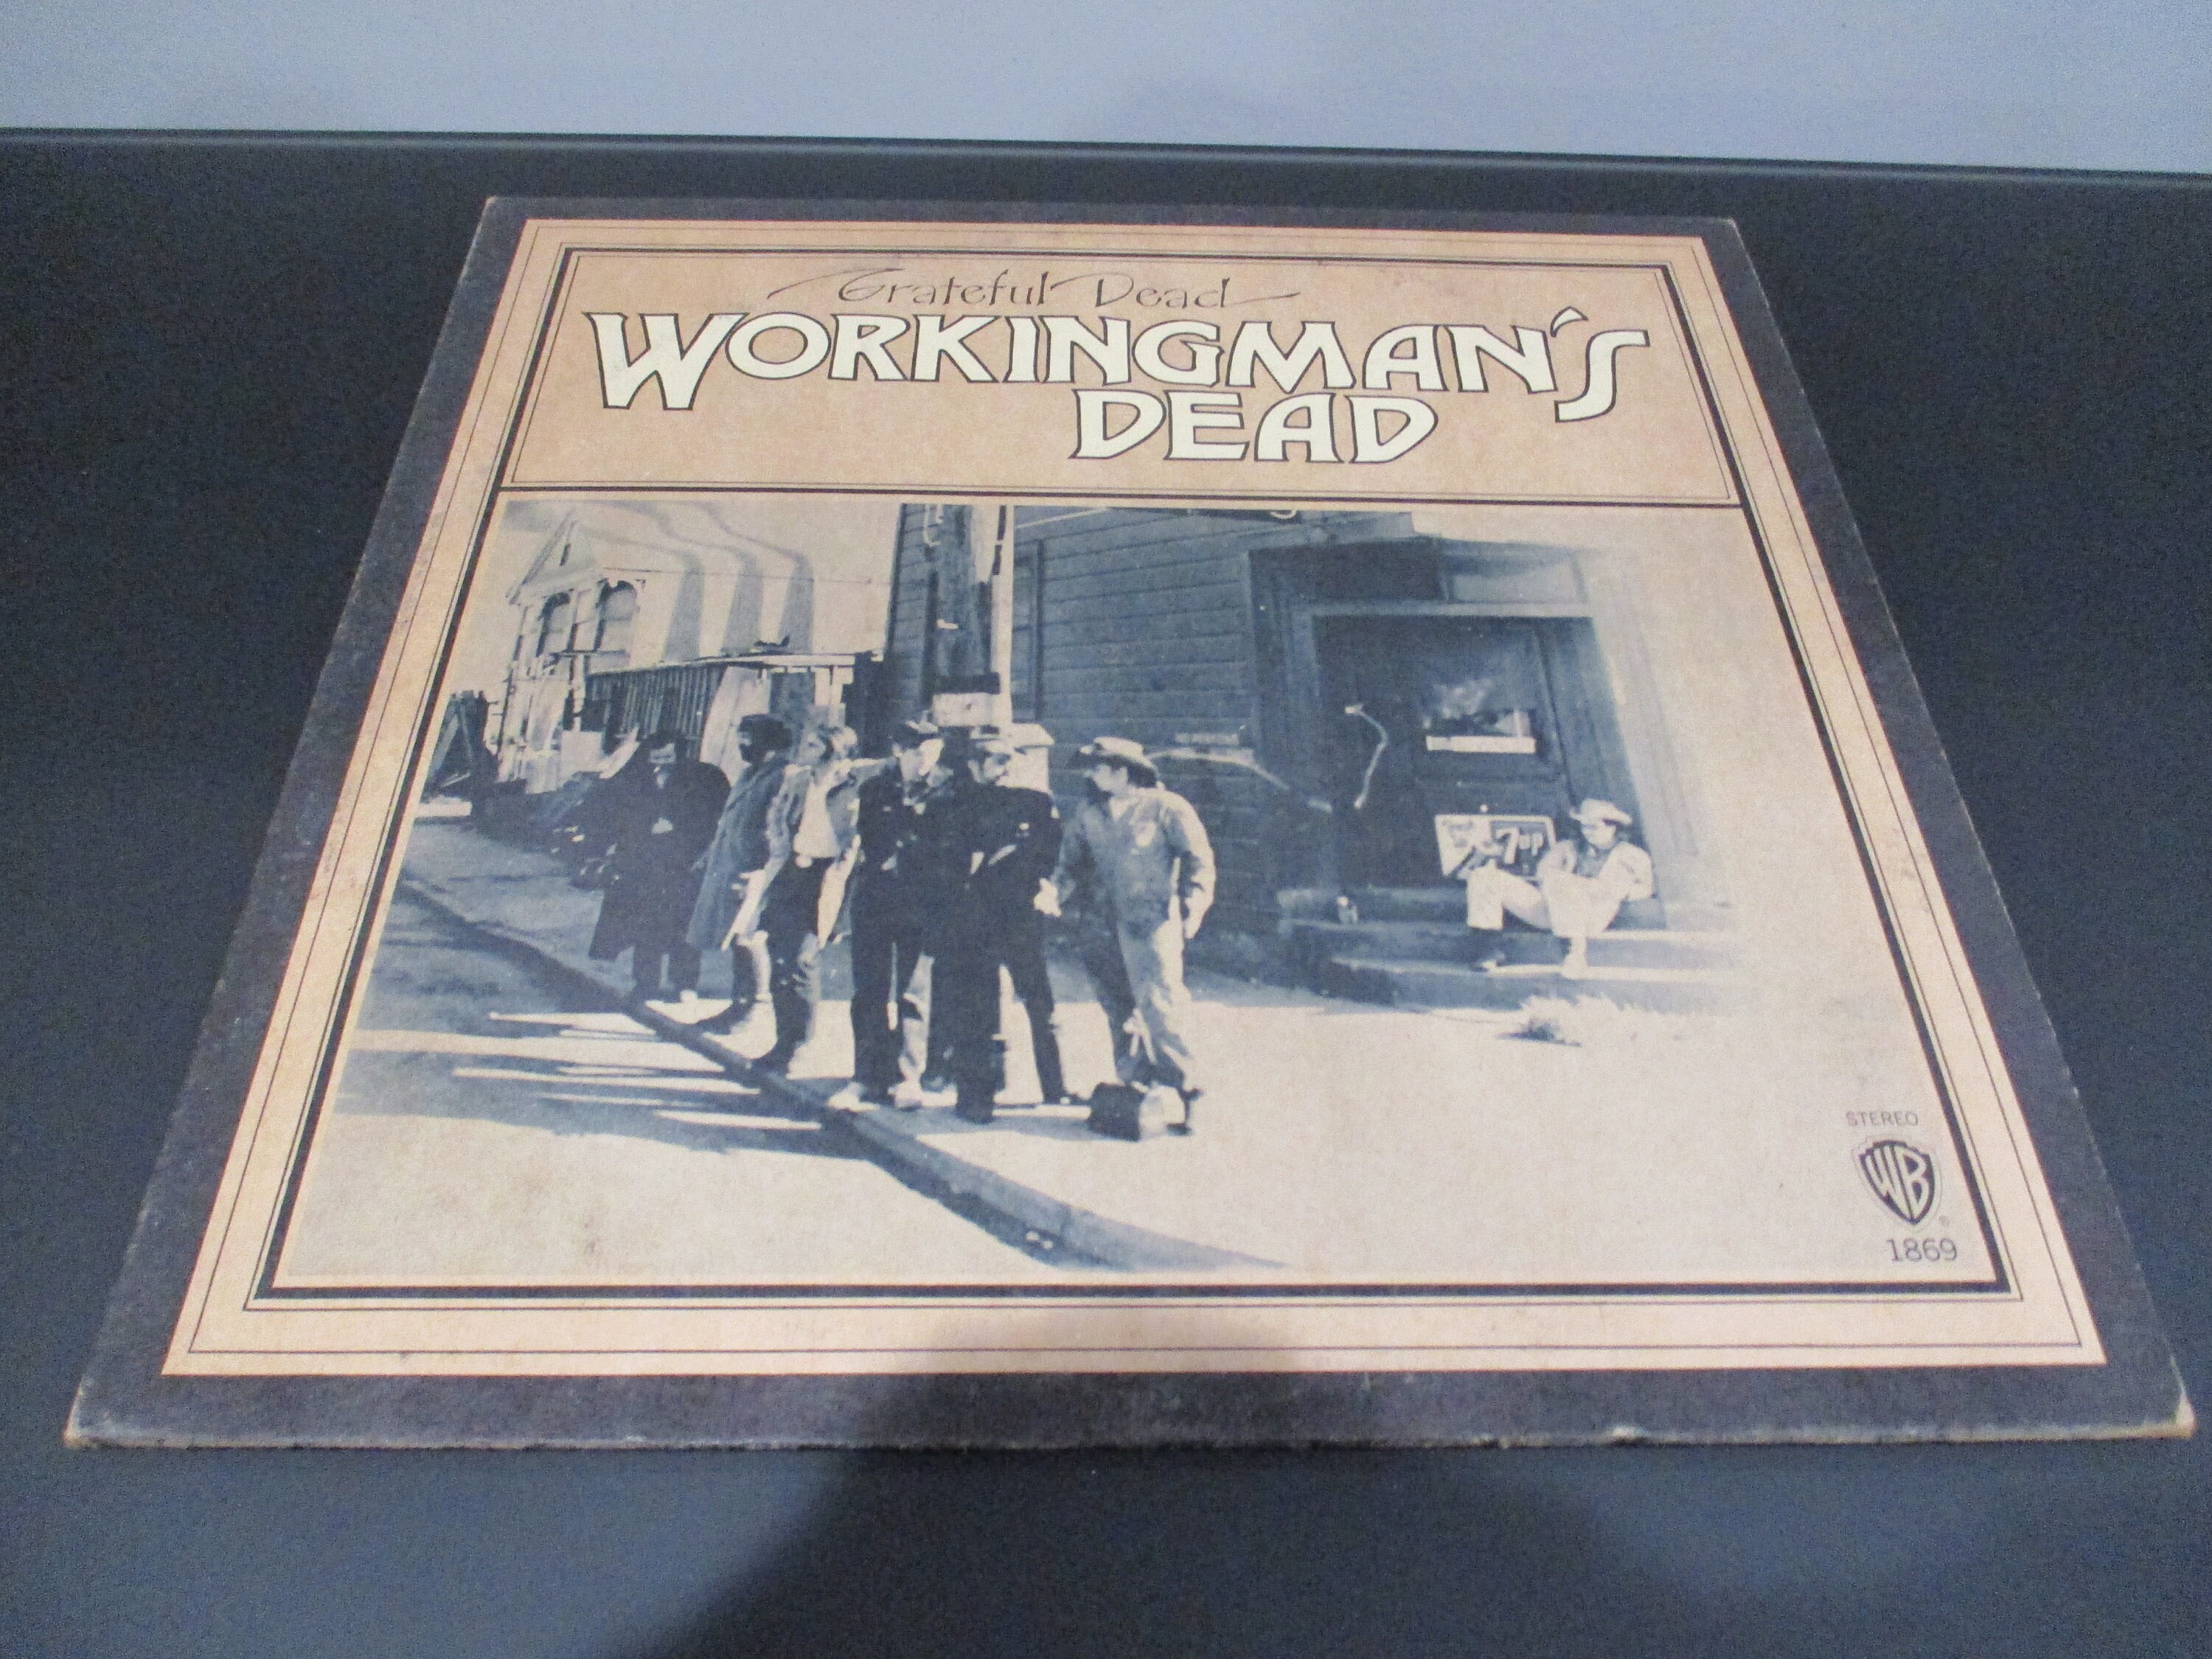 Grateful Dead
WORKINGMAN'S
DEAD
7up
STEREO
WB
®
1869